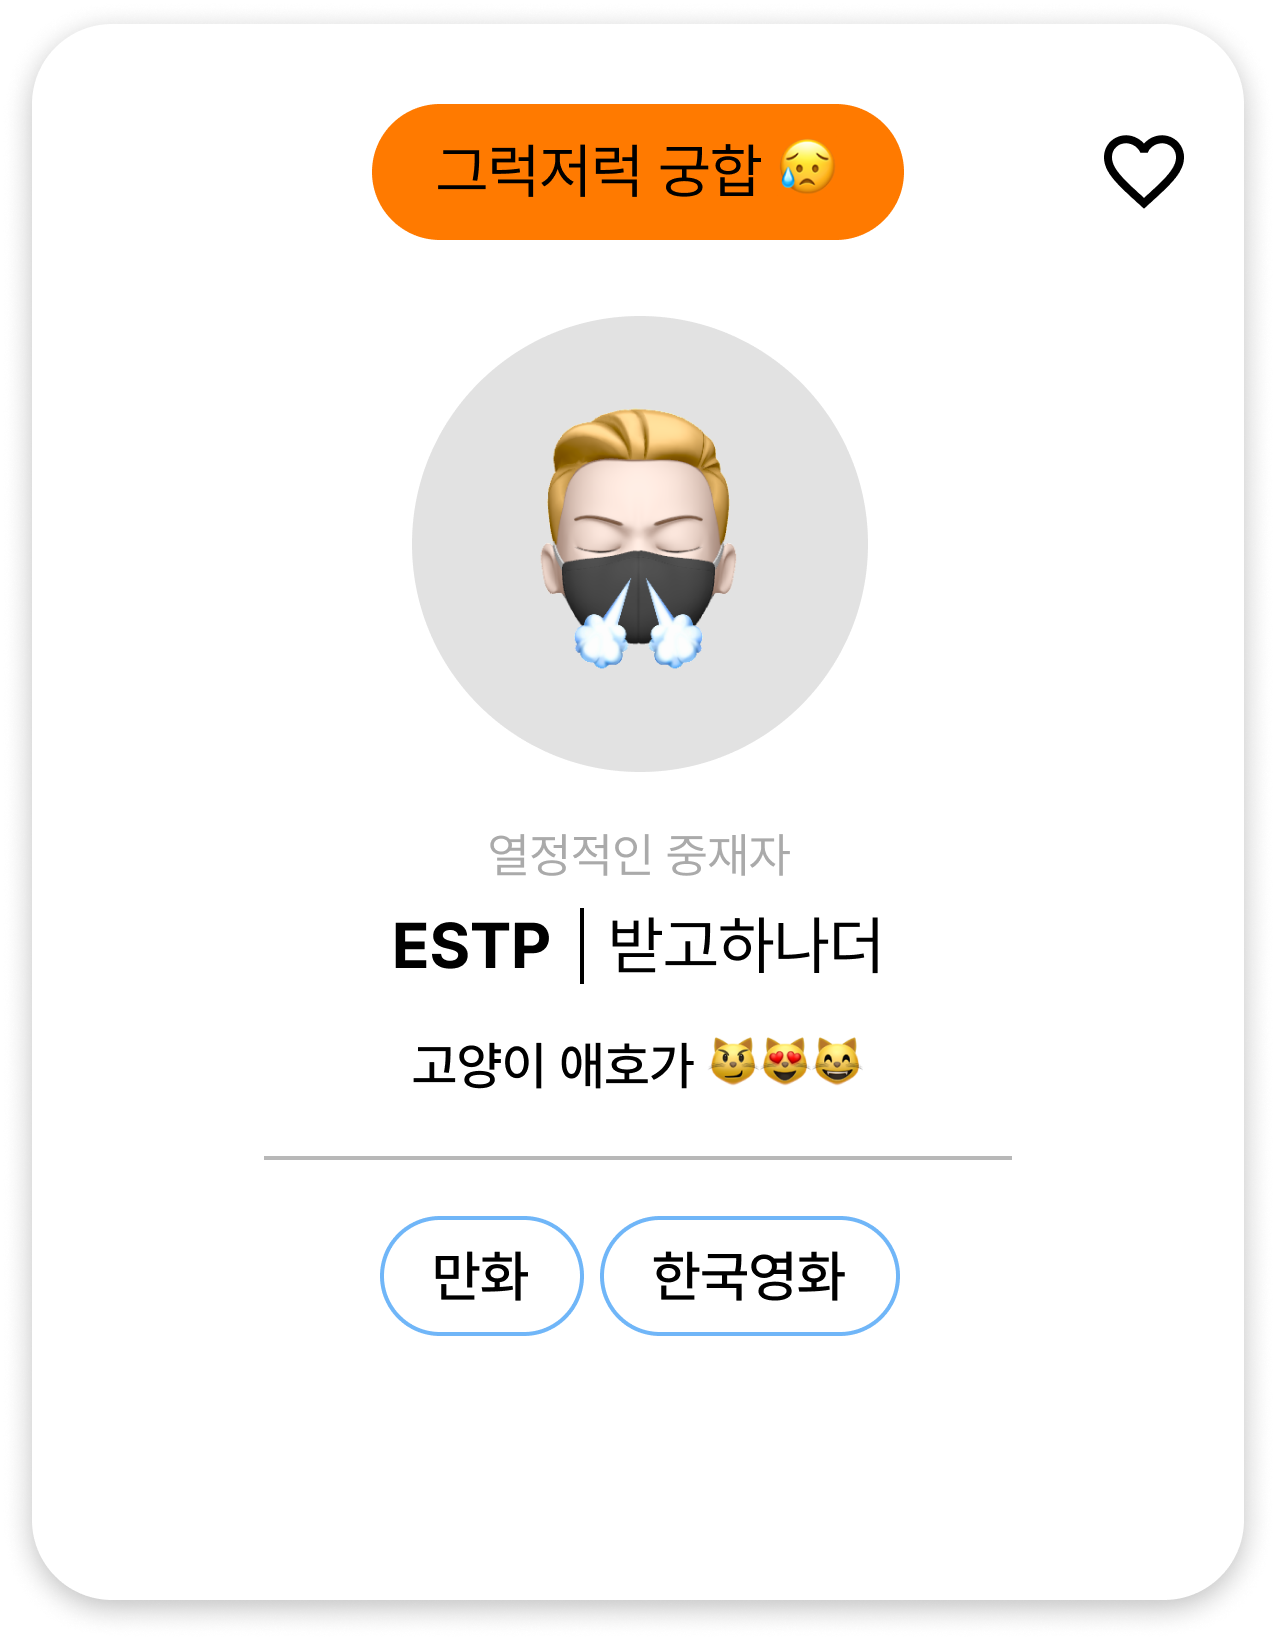 그럭저럭 궁합 😥
열정적인 중재자
ESTP | 받고하나더
고양이 애호가 😼😻😸
만화 한국영화